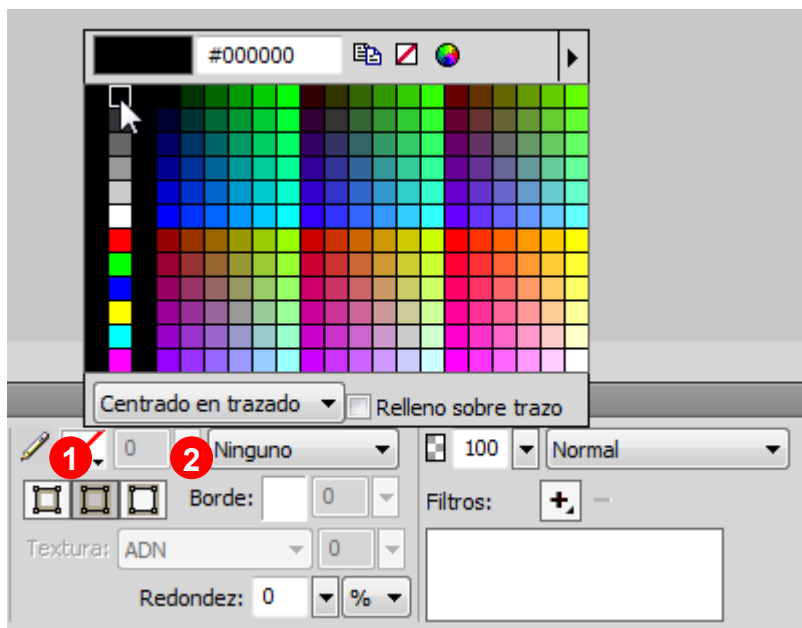 #000000
Centrado en trazado Relleno sobre trazo
1 0 2 Ninguno 100 Normal
Borde: 0 Filtros: +
Textura: ADN 0
Redondez: 0 %